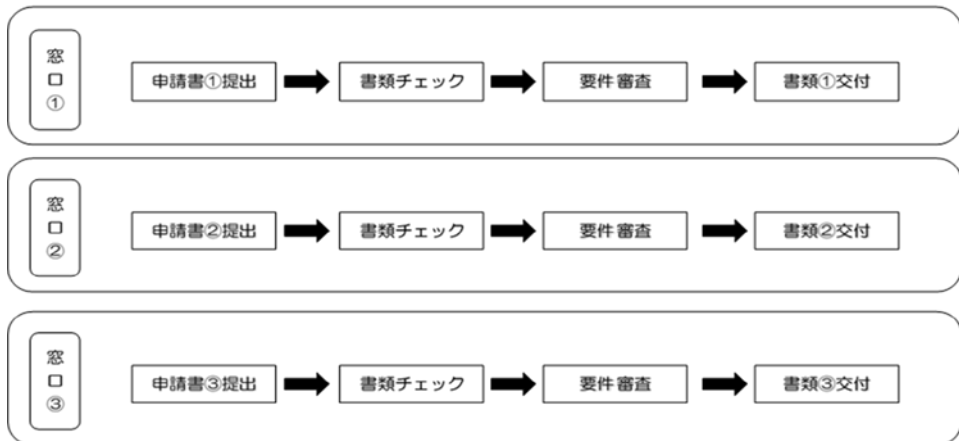 窓口①
申請書①提出
書類チェック
要件審査
書類①交付
窓口②
申請書②提出
書類チェック
要件審査
書類②交付
窓口③
申請書③提出
書類チェック
要件審査
書類③交付